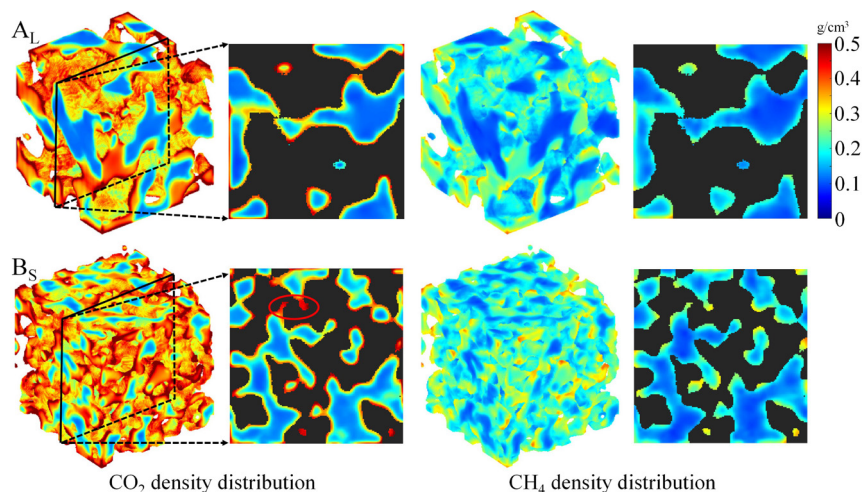 A_L
g/cm³
0.5
0.4
0.3
0.2
0.1
0
B_S
CO₂ density distribution
CH₄ density distribution